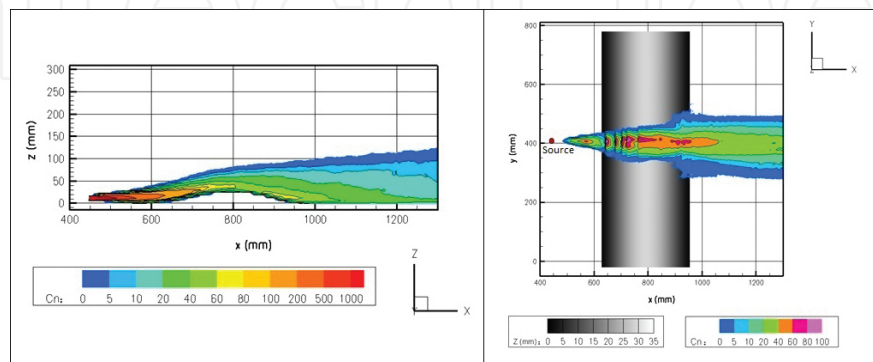 300
250
200
150
100
50
0
z (mm)
400 600 800 1000 1200
x (mm)
Cn: 0 5 10 20 40 60 80 100 200 500 1000
Z
X
800
600
400
200
0
y (mm)
Source
400 600 800 1000 1200
x (mm)
Y
X
Z (mm): 0 5 10 15 20 25 30 35
Cn: 0 5 10 20 40 60 80 100